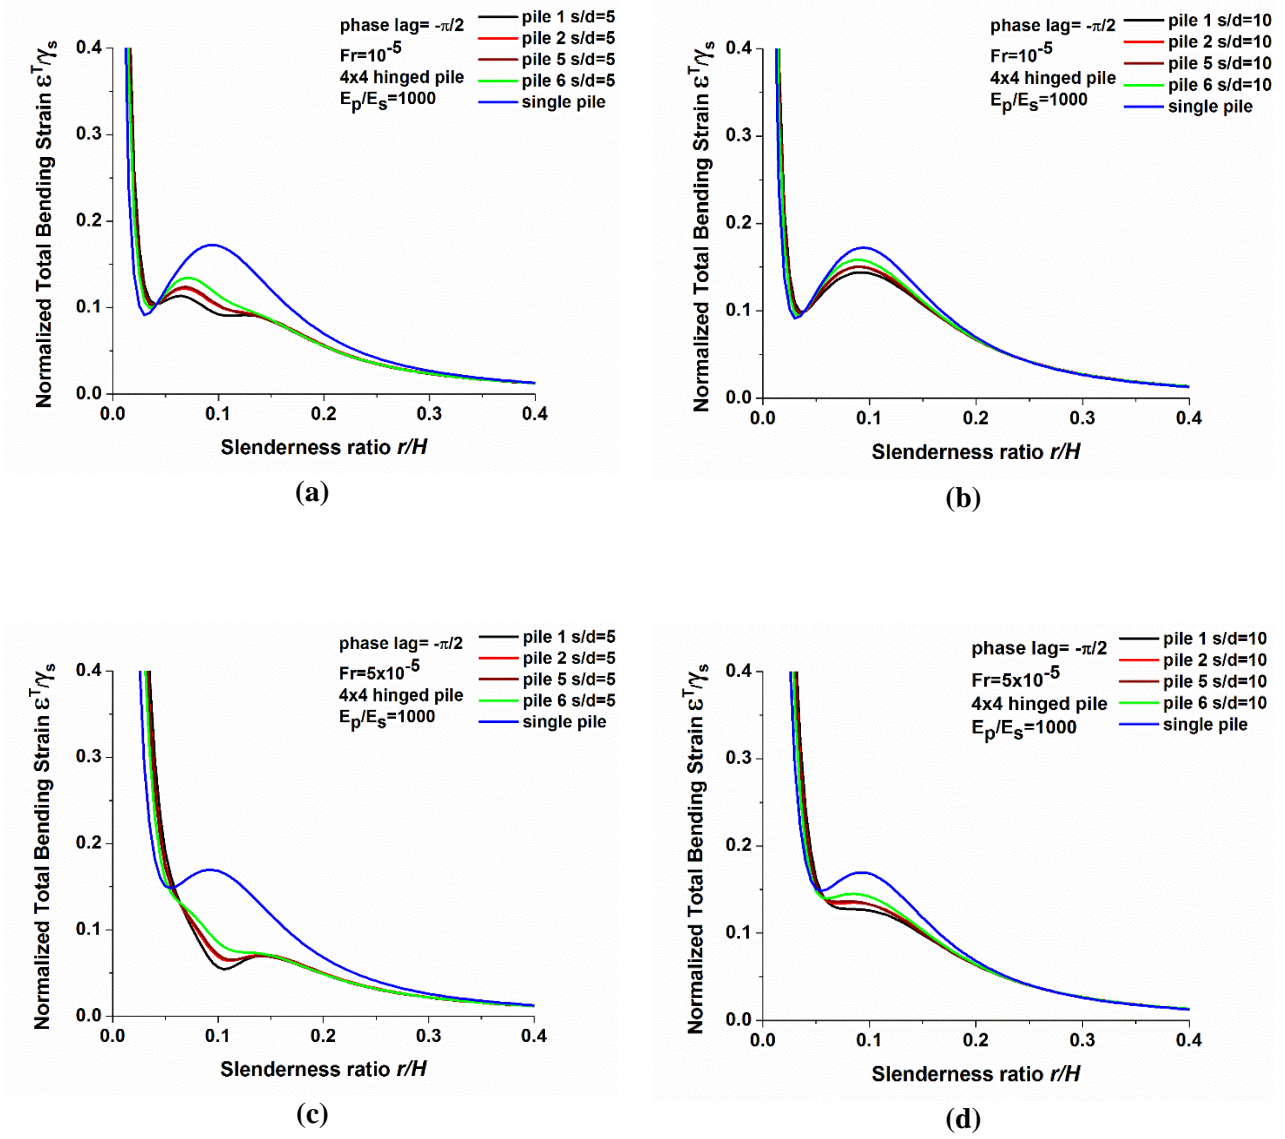 phase lag= -π/2
Fr=10-5
4x4 hinged pile
Ep/Es=1000
pile 1 s/d=5
pile 2 s/d=5
pile 5 s/d=5
pile 6 s/d=5
single pile
Normalized Total Bending Strain εT/γs
0.4
0.3
0.2
0.1
0.0
0.0 0.1 0.2 0.3 0.4
Slenderness ratio r/H
(a)
phase lag= -π/2
Fr=10-5
4x4 hinged pile
Ep/Es=1000
pile 1 s/d=10
pile 2 s/d=10
pile 5 s/d=10
pile 6 s/d=10
single pile
Normalized Total Bending Strain εT/γs
0.4
0.3
0.2
0.1
0.0
0.0 0.1 0.2 0.3 0.4
Slenderness ratio r/H
(b)
phase lag= -π/2
Fr=5x10-5
4x4 hinged pile
Ep/Es=1000
pile 1 s/d=5
pile 2 s/d=5
pile 5 s/d=5
pile 6 s/d=5
single pile
Normalized Total Bending Strain εT/γs
0.4
0.3
0.2
0.1
0.0
0.0 0.1 0.2 0.3 0.4
Slenderness ratio r/H
(c)
phase lag= -π/2
Fr=5x10-5
4x4 hinged pile
Ep/Es=1000
pile 1 s/d=10
pile 2 s/d=10
pile 5 s/d=10
pile 6 s/d=10
single pile
Normalized Total Bending Strain εT/γs
0.4
0.3
0.2
0.1
0.0
0.0 0.1 0.2 0.3 0.4
Slenderness ratio r/H
(d)